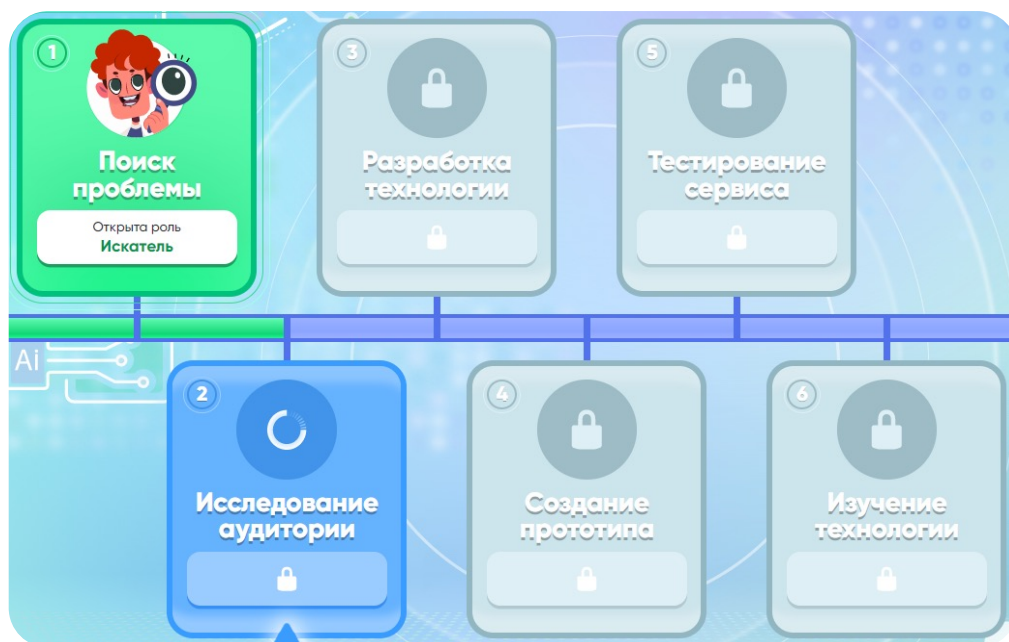 1
Поиск
проблемы
Открыта роль
Искатель
3
Разработка
технологии
5
Тестирование
сервиса
Ai
2
Исследование
аудитории
4
Создание
прототипа
6
Изучение
технологии